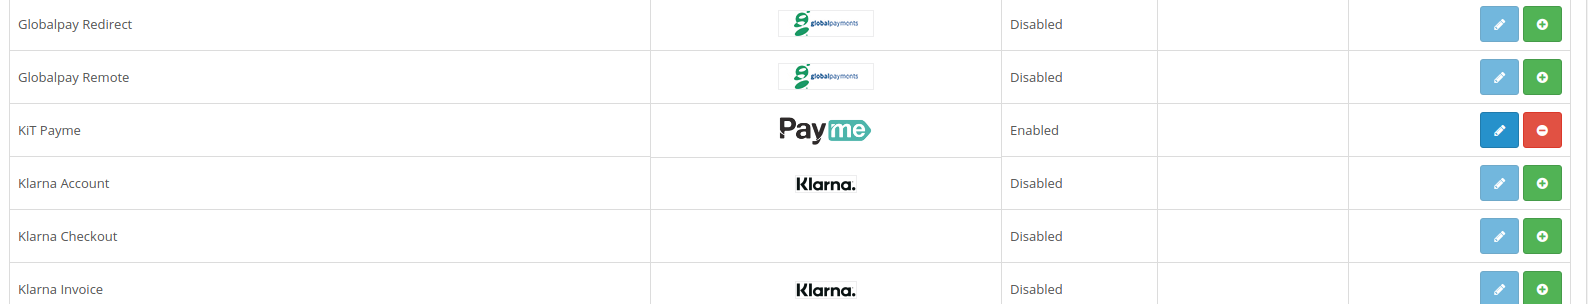 Globalpay Redirect globalpayments Disabled
Globalpay Remote globalpayments Disabled
KiT Payme Payme Enabled
Klarna Account Klarna. Disabled
Klarna Checkout Disabled
Klarna Invoice Klarna. Disabled